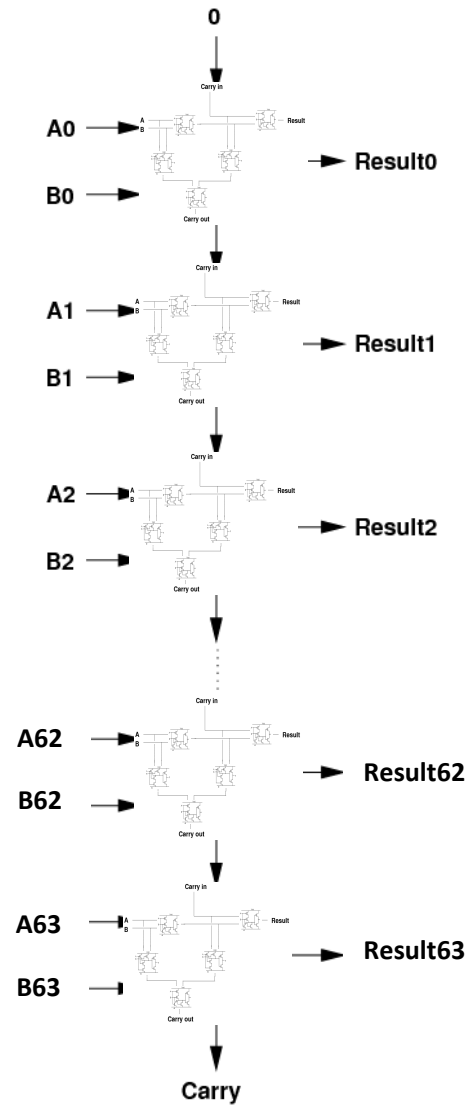 0
Carry in
A0
A
B
Result
Result0
B0
Carry out
Carry in
A1
A
B
Result
Result1
B1
Carry out
Carry in
A2
A
B
Result
Result2
B2
Carry out
Carry in
A62
A
B
Result
Result62
B62
Carry out
Carry in
A63
A
B
Result
Result63
B63
Carry out
Carry